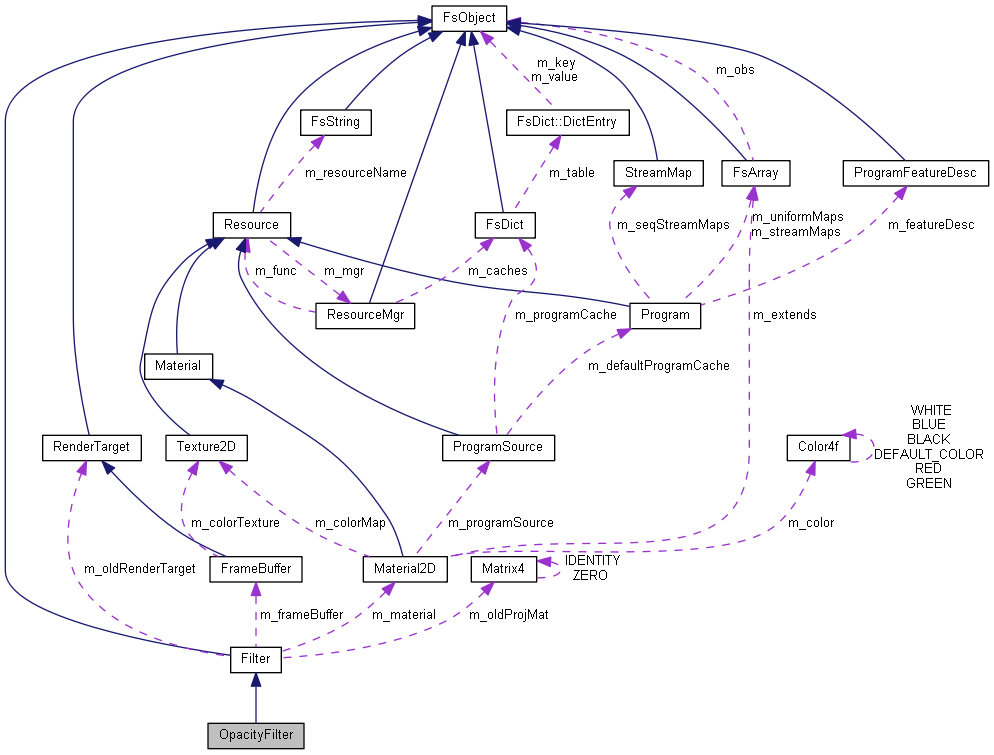 FsObject
m_key
m_value
m_obs
FsString
FsDict::DictEntry
m_resourceName
m_table
StreamMap
FsArray
ProgramFeatureDesc
Resource
FsDict
m_seqStreamMaps
m_uniformMaps
m_streamMaps
m_featureDesc
m_func
m_mgr
m_caches
ResourceMgr
m_programCache
Program
m_extends
Material
m_defaultProgramCache
WHITE
BLUE
BLACK
DEFAULT_COLOR
RED
GREEN
RenderTarget
Texture2D
ProgramSource
Color4f
m_colorTexture
m_colorMap
m_programSource
m_color
m_oldRenderTarget
FrameBuffer
Material2D
Matrix4
IDENTITY
ZERO
m_frameBuffer
m_material
m_oldProjMat
Filter
OpacityFilter